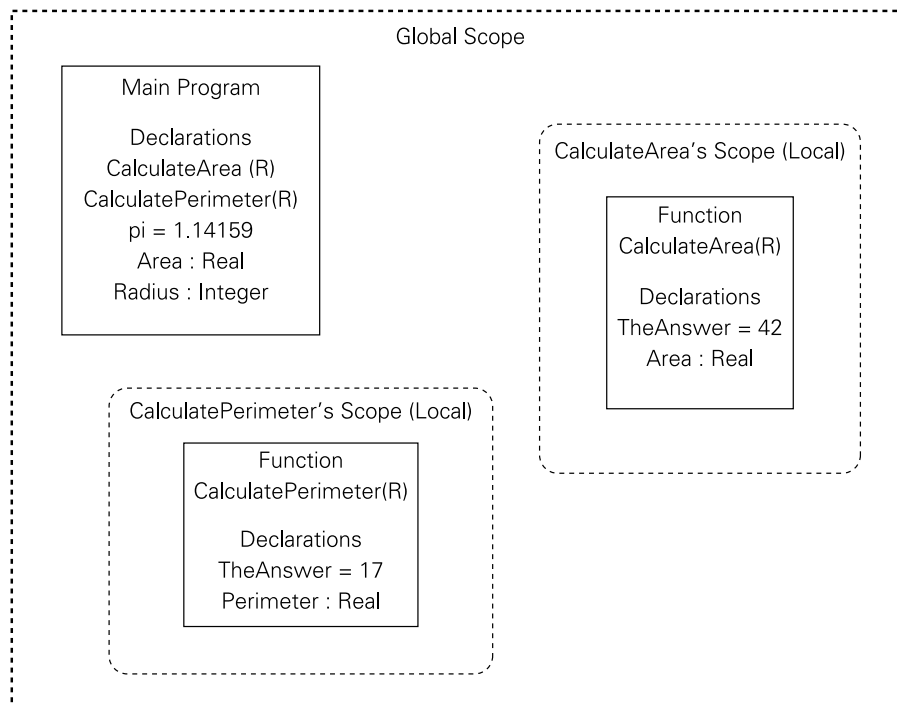 Global Scope
Main Program
Declarations
CalculateArea (R)
CalculatePerimeter(R)
pi = 1.14159
Area : Real
Radius : Integer
CalculateArea's Scope (Local)
Function
CalculateArea(R)
Declarations
TheAnswer = 42
Area : Real
CalculatePerimeter's Scope (Local)
Function
CalculatePerimeter(R)
Declarations
TheAnswer = 17
Perimeter : Real